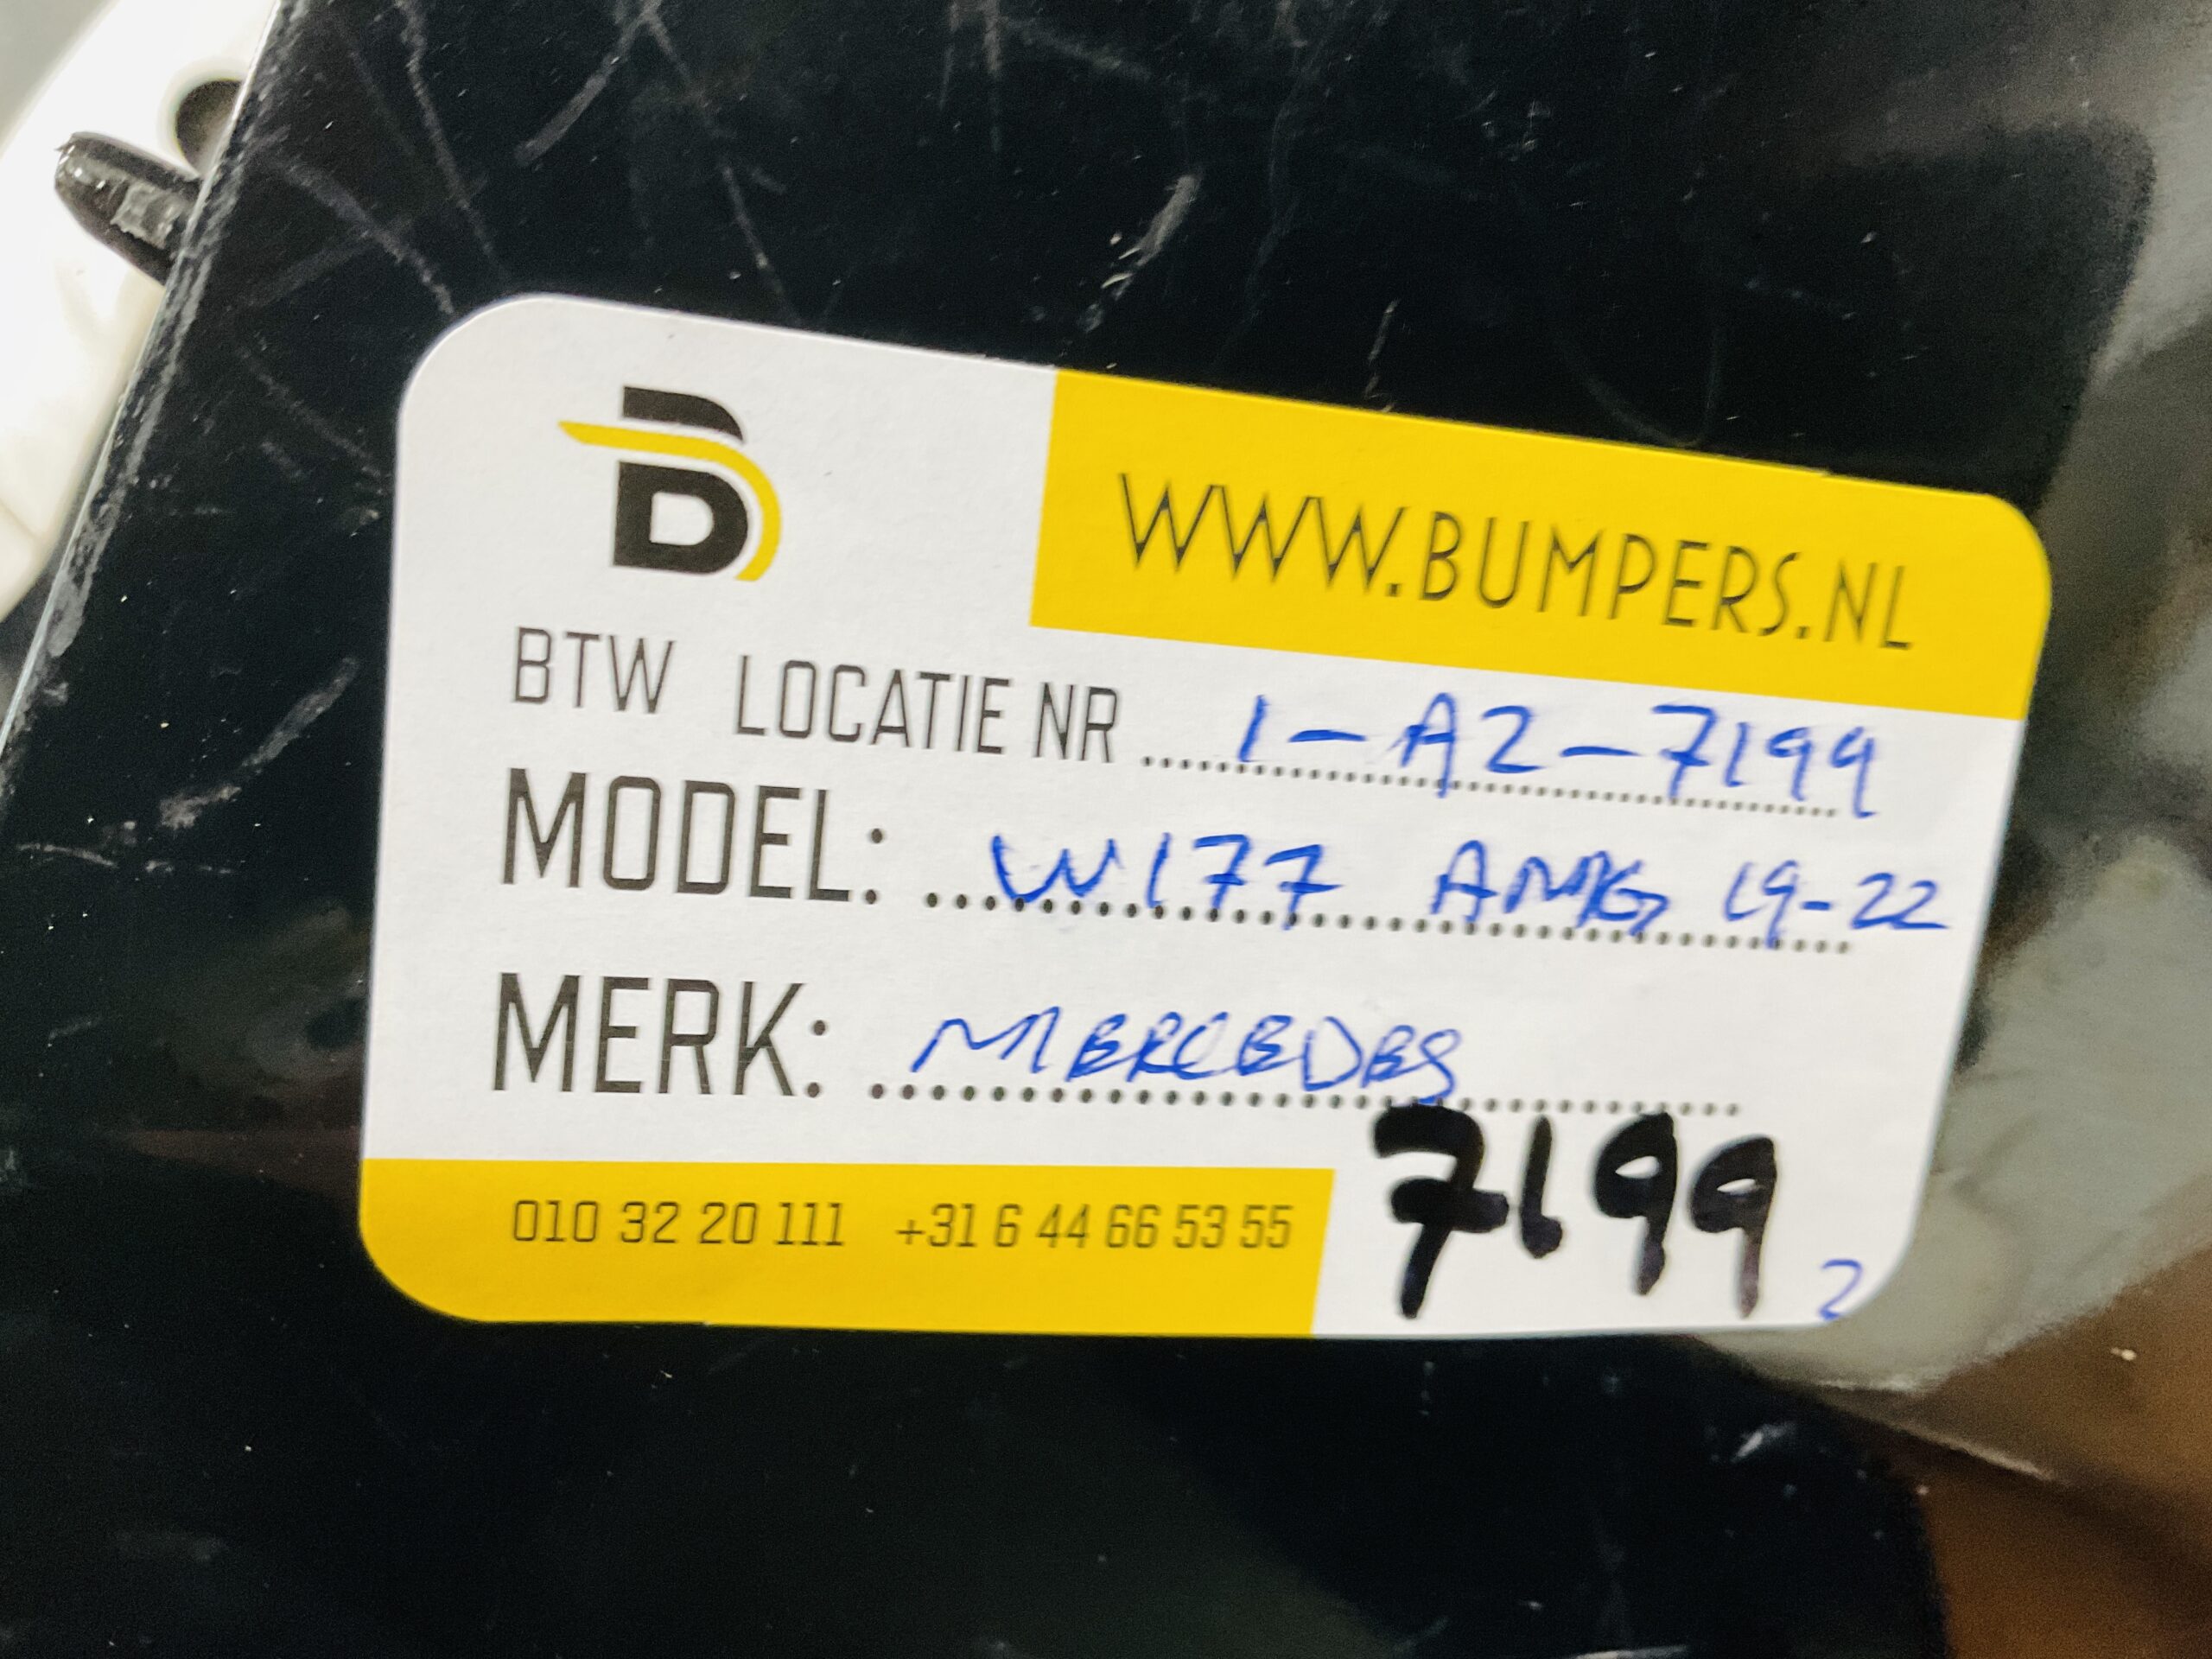 B
WWW.BUMPERS.NL
BTW LOCATIE NR 1-A2-7199
MODEL: W177 AMG 19-22
MERK: MERCEDES
7199
2
010 32 20 111 +31 6 44 66 53 55